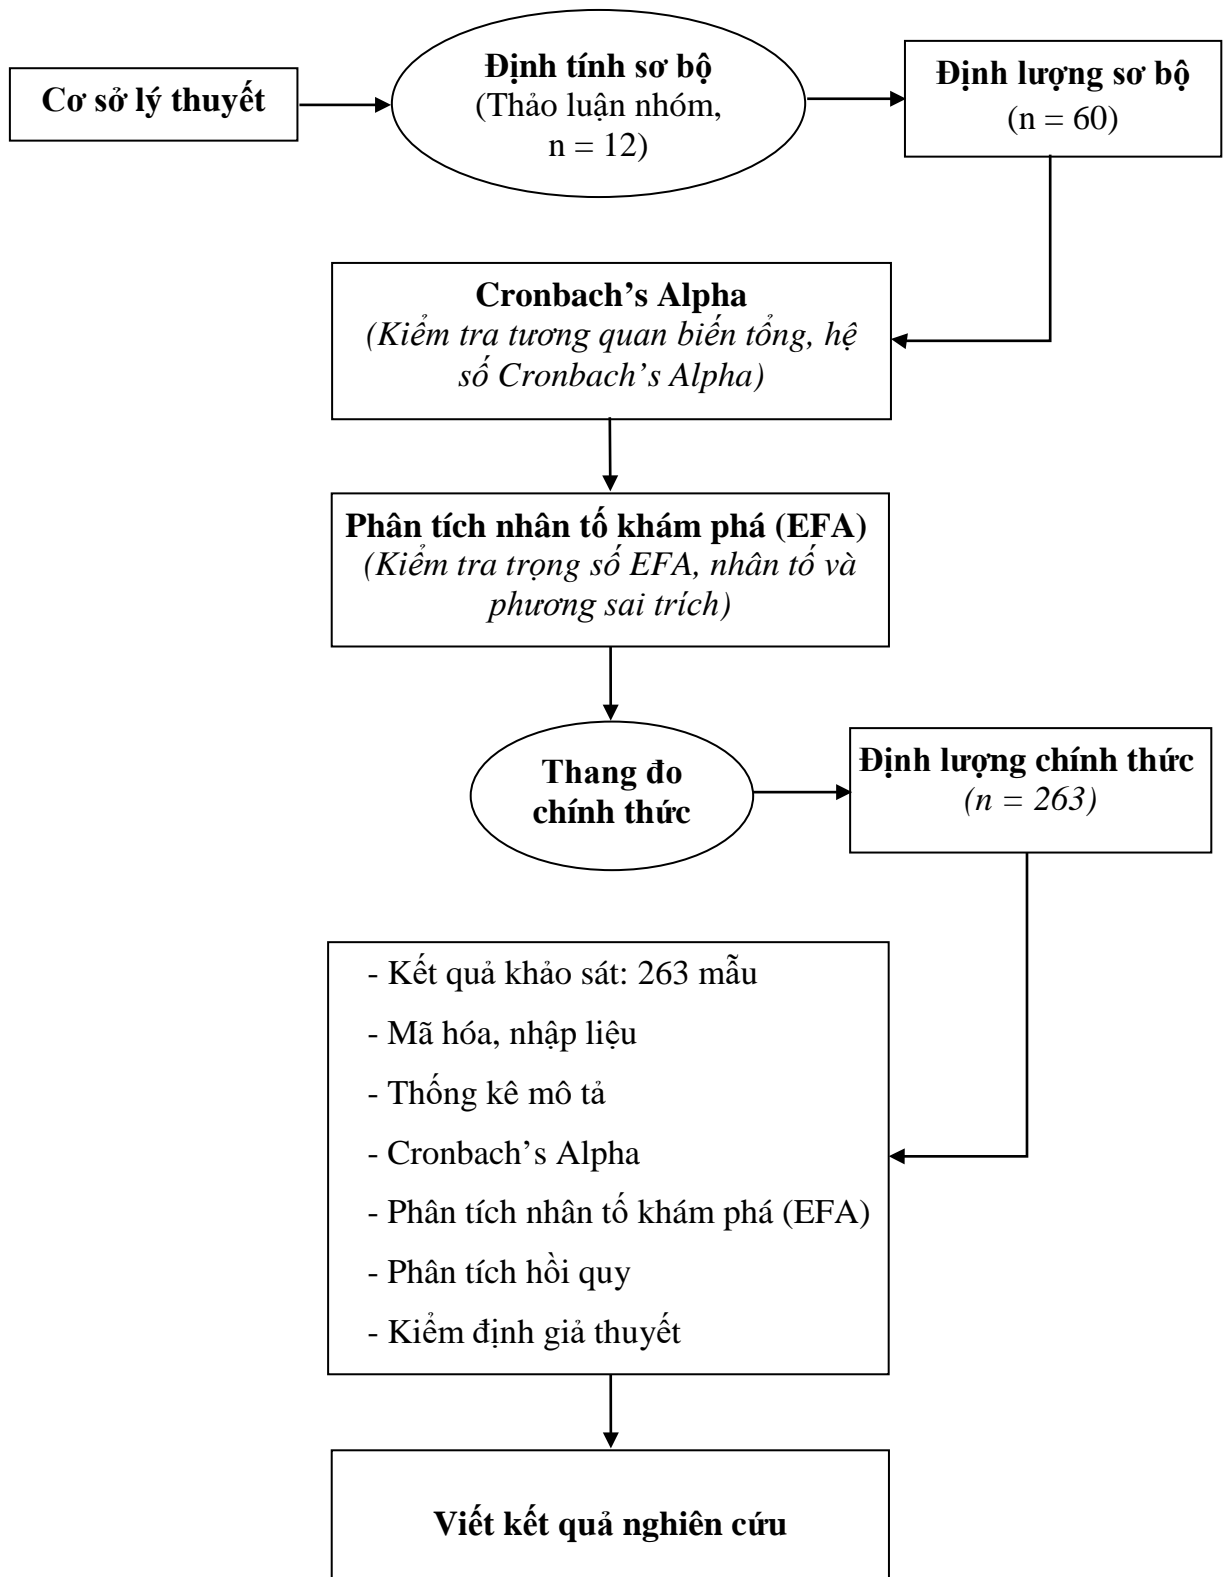 Cơ sở lý thuyết
Định tính sơ bộ
(Thảo luận nhóm,
n = 12)
Định lượng sơ bộ
(n = 60)
Cronbach’s Alpha
(Kiểm tra tương quan biến tổng, hệ
số Cronbach’s Alpha)
Phân tích nhân tố khám phá (EFA)
(Kiểm tra trọng số EFA, nhân tố và
phương sai trích)
Thang đo
chính thức
Định lượng chính thức
(n = 263)
- Kết quả khảo sát: 263 mẫu
- Mã hóa, nhập liệu
- Thống kê mô tả
- Cronbach’s Alpha
- Phân tích nhân tố khám phá (EFA)
- Phân tích hồi quy
- Kiểm định giả thuyết
Viết kết quả nghiên cứu